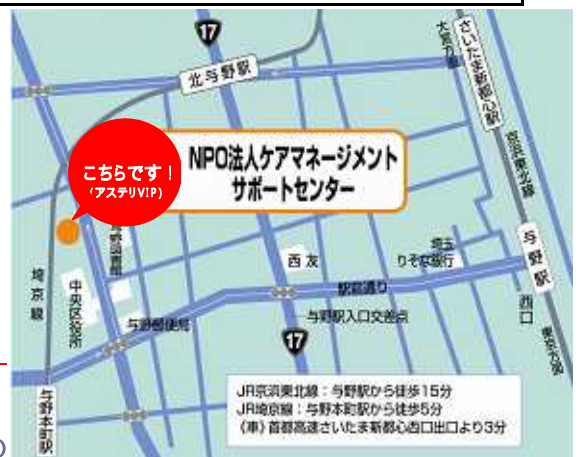 17
北与野駅
大宮方面
さいたま新都心駅
京浜東北線
こちらです！
（アステリVIP）
NPO法人ケアマネージメント
サポートセンター
与野図書館
埼京線
中央区役所
西友
埼玉
りそな銀行
与野駅
駅前通り
与野郵便局
与野駅入口交差点
西口
東京方面
17
与野本町駅
JR京浜東北線：与野駅から徒歩15分
JR埼京線：与野本町駅から徒歩5分
《車》首都高速さいたま新都心西口出口より3分